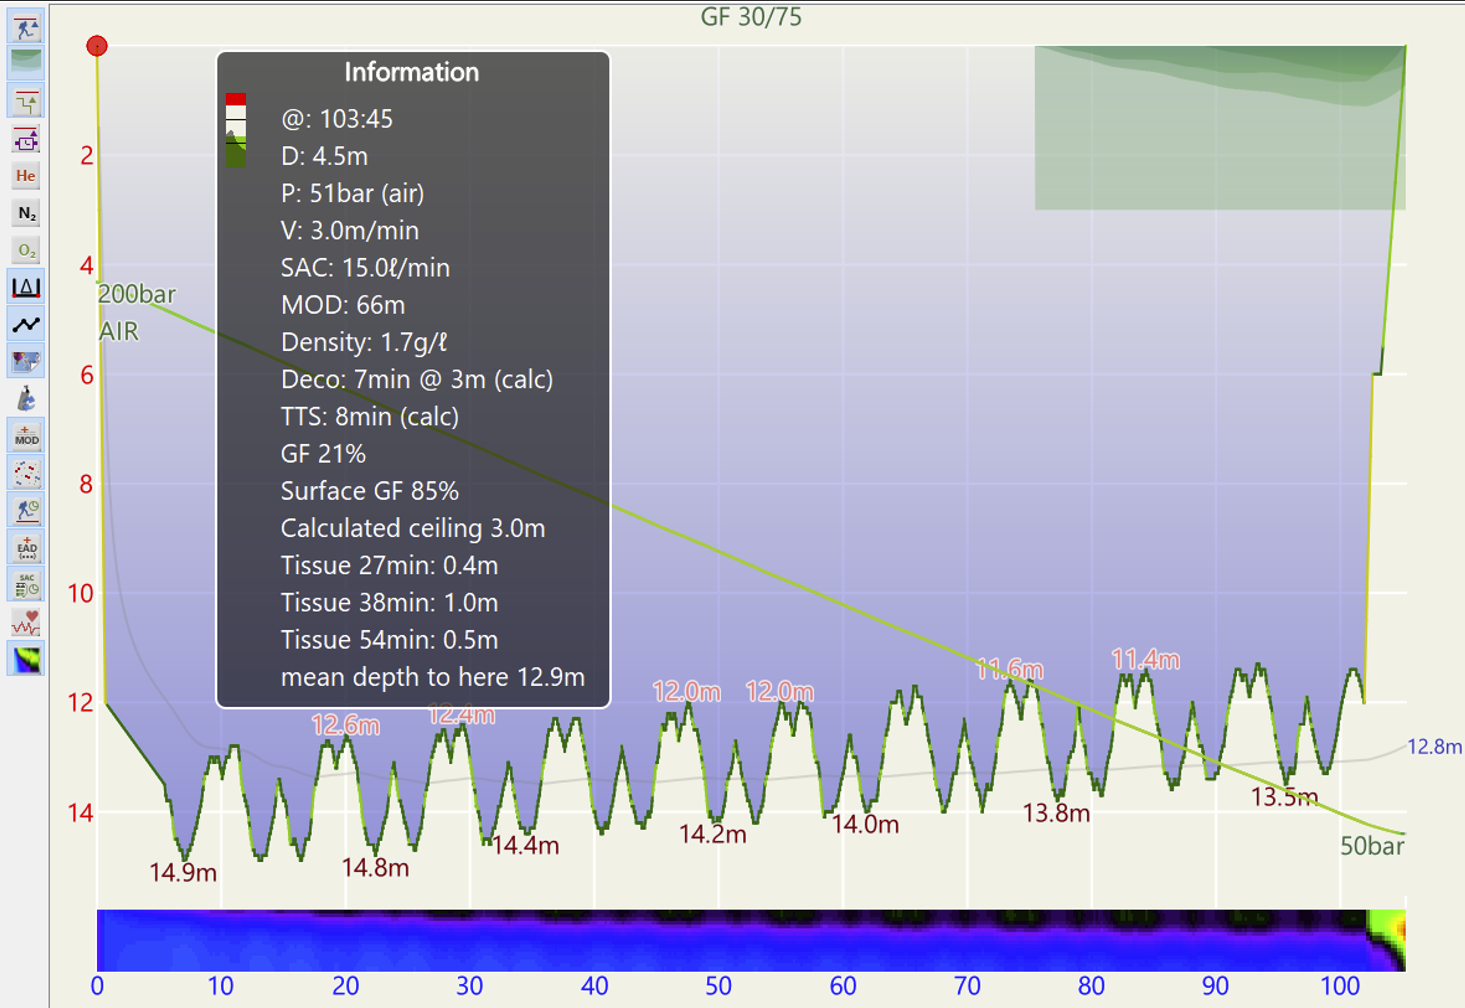 GF 30/75
Information
@: 103:45
D: 4.5m
P: 51bar (air)
V: 3.0m/min
SAC: 15.0ℓ/min
MOD: 66m
Density: 1.7g/ℓ
Deco: 7min @ 3m (calc)
TTS: 8min (calc)
GF 21%
Surface GF 85%
Calculated ceiling 3.0m
Tissue 27min: 0.4m
Tissue 38min: 1.0m
Tissue 54min: 0.5m
mean depth to here 12.9m
He
N₂
O₂
MOD
EAD
(...)
SAC
2
4
6
8
10
12
14
200bar
AIR
12.6m
12.4m
12.0m
12.0m
11.6m
11.4m
12.8m
14.9m
14.8m
14.4m
14.2m
14.0m
13.8m
13.5m
50bar
0
10
20
30
40
50
60
70
80
90
100